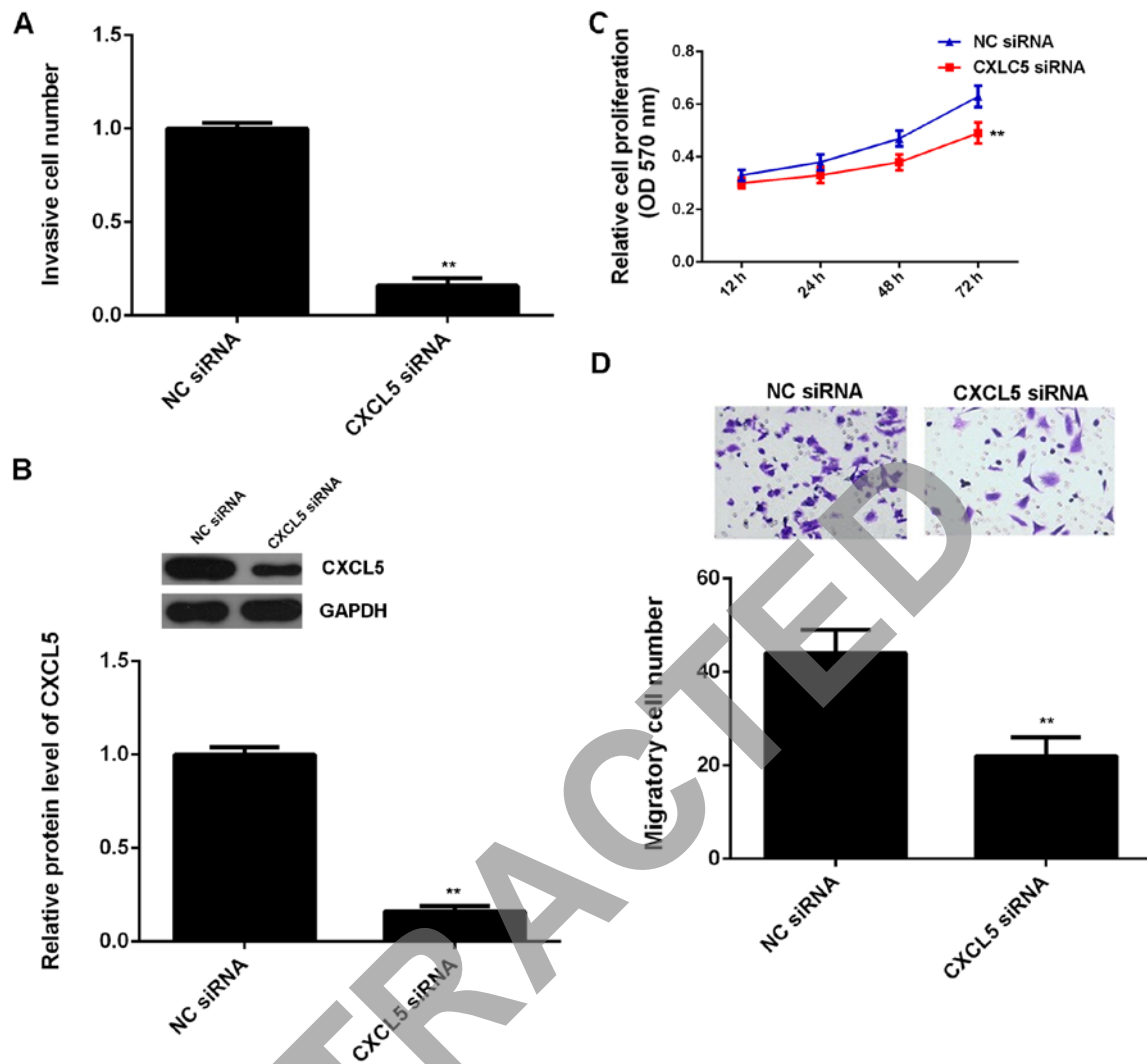 A
Invasive cell number
1.5
1.0
0.5
0.0
**
NC siRNA
CXCL5 siRNA
B
NC siRNA
CXCL5 siRNA
CXCL5
GAPDH
Relative protein level of CXCL5
1.5
1.0
0.5
0.0
**
NC siRNA
CXCL5 siRNA
C
NC siRNA
CXLC5 siRNA
Relative cell proliferation
(OD 570 nm)
0.8
0.6
0.4
0.2
0.0
**
12 h
24 h
48 h
72 h
D
NC siRNA
CXCL5 siRNA
Migratory cell number
60
40
20
0
**
NC siRNA
CXCL5 siRNA
TRACTED